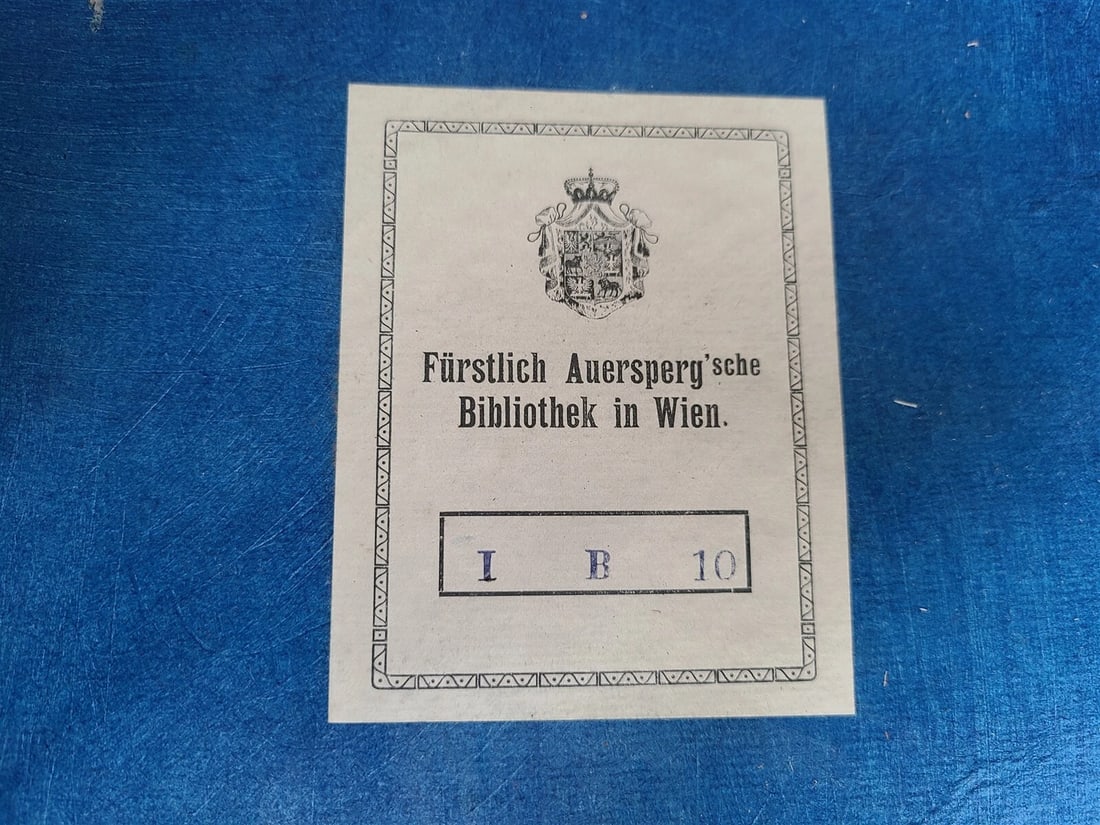 Fürstlich Auersperg'sche
Bibliothek in Wien.
I B 10